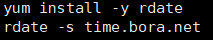 yum install -y rdate
rdate -s time.bora.net